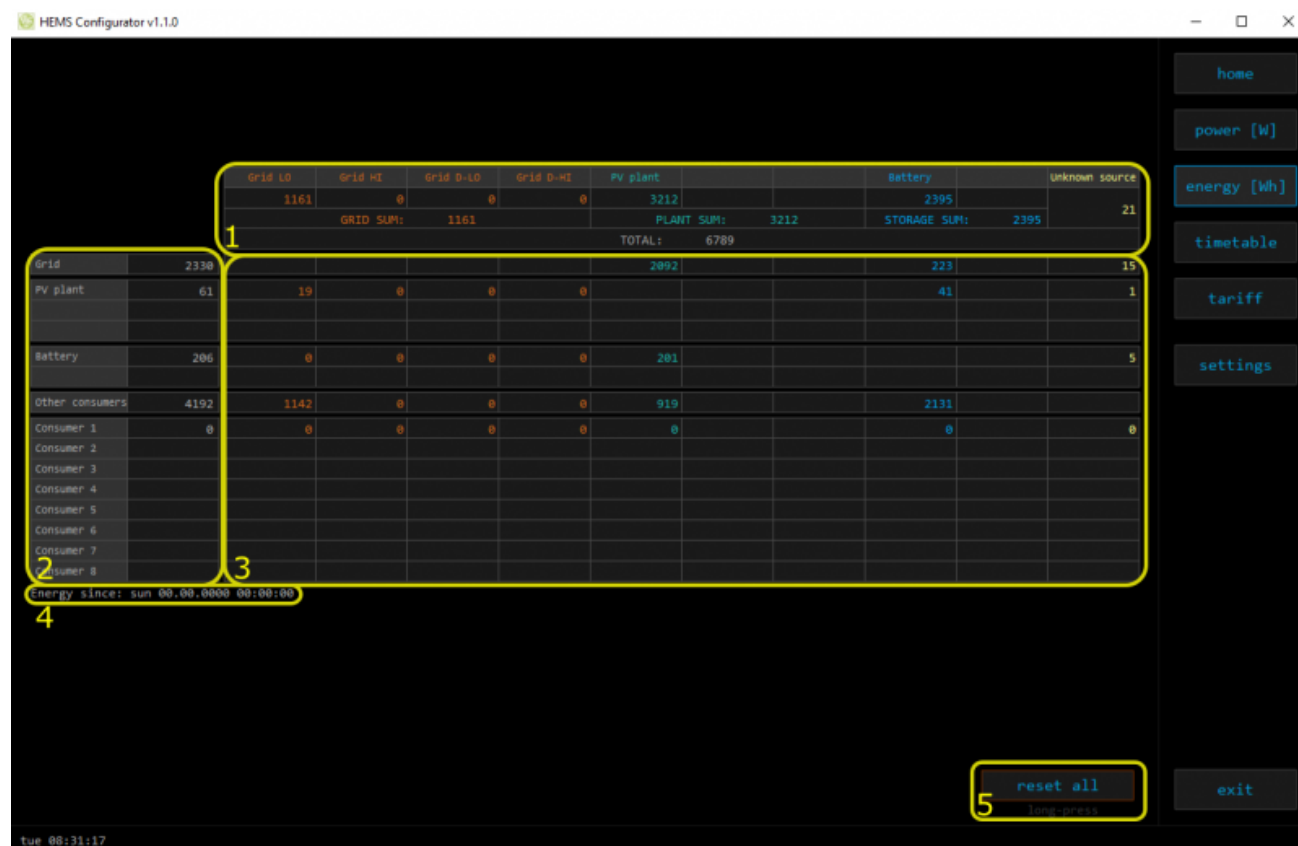 HEMS Configurator v1.1.0
home
power [W]
energy [Wh]
timetable
tariff
settings
Grid LO Grid HI Grid D-LO Grid D-HI PV plant Battery Unknown source
1161 0 0 0 3212 2395 21
GRID SUM: 1161 PLANT SUM: 3212 STORAGE SUM: 2395
1 TOTAL: 6789
Grid 2330 2092 223 15
PV plant 61 19 0 0 0 41 1
Battery 206 0 0 0 0 201 5
Other consumers 4192 1142 0 0 0 919 2131
Consumer 1 0 0 0 0 0 0 0 0
Consumer 2
Consumer 3
Consumer 4
Consumer 5
Consumer 6
Consumer 7
Consumer 8
2 3
Energy since: sun 00.00.0000 00:00:00
4
reset all
5 long-press
exit
tue 08:31:17